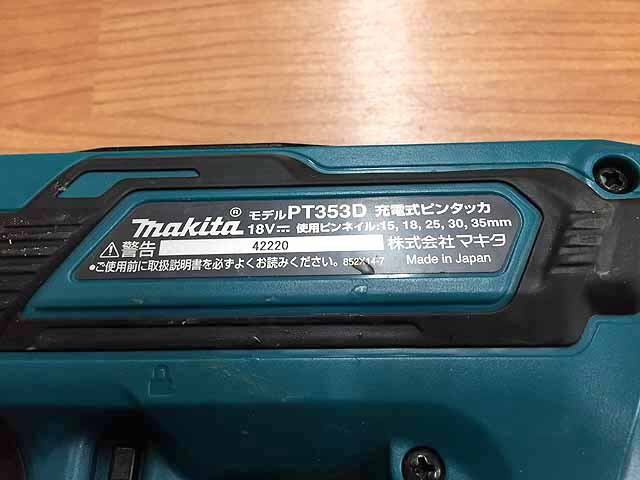 makita® モデルPT353D 充電式ピンタッカ
18V⎓ 使用ピンネイル:15, 18, 25, 30, 35mm
⚠警告 42220 株式会社マキタ
●ご使用前に取扱説明書を必ずよくお読みください。 852X14-7 Made in Japan